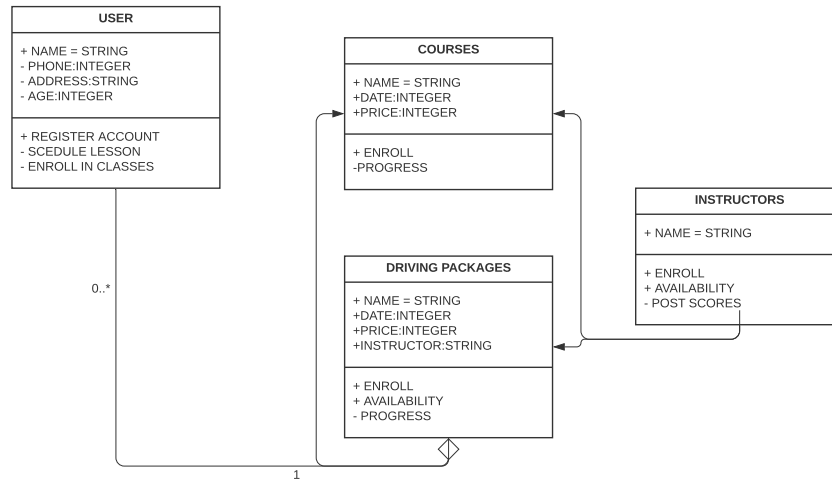 USER
+ NAME = STRING
- PHONE:INTEGER
- ADDRESS:STRING
- AGE:INTEGER
+ REGISTER ACCOUNT
- SCEDULE LESSON
- ENROLL IN CLASSES
COURSES
+ NAME = STRING
+DATE:INTEGER
+PRICE:INTEGER
+ ENROLL
-PROGRESS
INSTRUCTORS
+ NAME = STRING
+ ENROLL
+ AVAILABILITY
- POST SCORES
DRIVING PACKAGES
+ NAME = STRING
+DATE:INTEGER
+PRICE:INTEGER
+INSTRUCTOR:STRING
+ ENROLL
+ AVAILABILITY
- PROGRESS
0..*
1